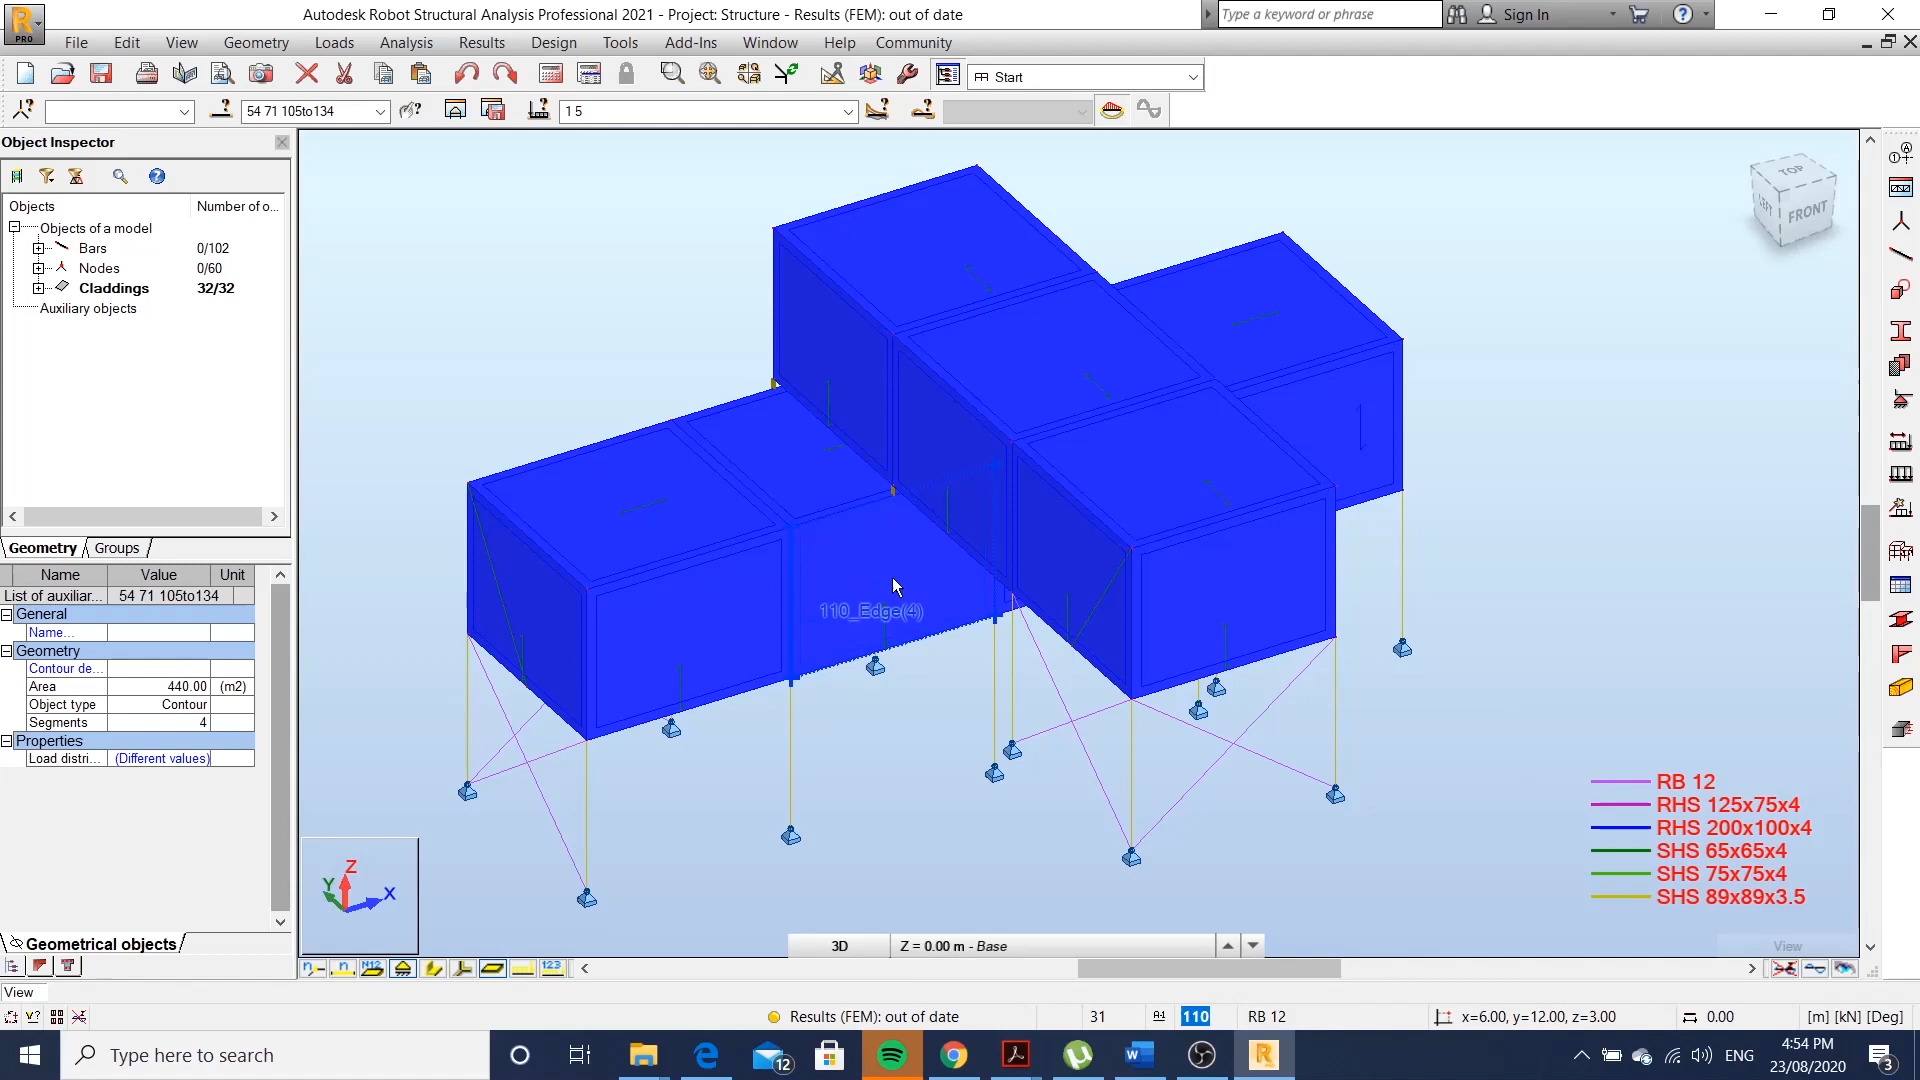 PRO
Autodesk Robot Structural Analysis Professional 2021 - Project: Structure - Results (FEM): out of date
Type a keyword or phrase
Sign In
File Edit View Geometry Loads Analysis Results Design Tools Add-Ins Window Help Community
Start
54 71 105to134
1 5
Object Inspector
Objects Number of o...
Objects of a model
Bars 0/102
Nodes 0/60
Claddings 32/32
Auxiliary objects
Geometry Groups
Name Value Unit
List of auxiliar... 54 71 105to134
General
Name...
Geometry
Contour de...
Area 440.00 (m2)
Object type Contour
Segments 4
Properties
Load distri... (Different values)
Geometrical objects
TOP
LEFT
FRONT
110_Edge(4)
RB 12
RHS 125x75x4
RHS 200x100x4
SHS 65x65x4
SHS 75x75x4
SHS 89x89x3.5
Z
Y
X
3D Z = 0.00 m - Base
View
View
Results (FEM): out of date 31 110 RB 12 x=6.00, y=12.00, z=3.00 0.00 [m] [kN] [Deg]
Type here to search
12
ENG
4:54 PM
23/08/2020
3